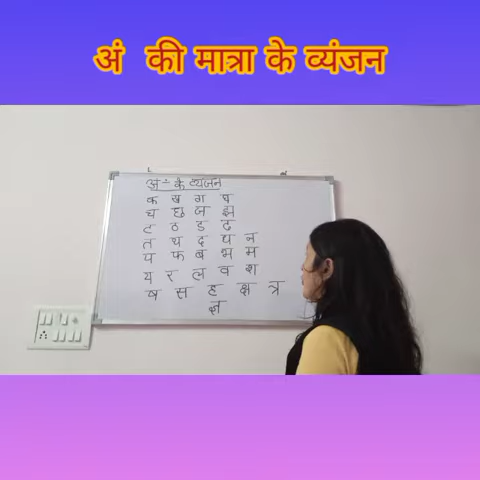 अं की मात्रा के व्यंजन
अं - के व्यंजन
क ख ग घ
च छ ज झ
ट ठ ड ढ
त थ द ध न
प फ ब भ म
य र ल व श
ष स ह क्ष त्र
ज्ञ